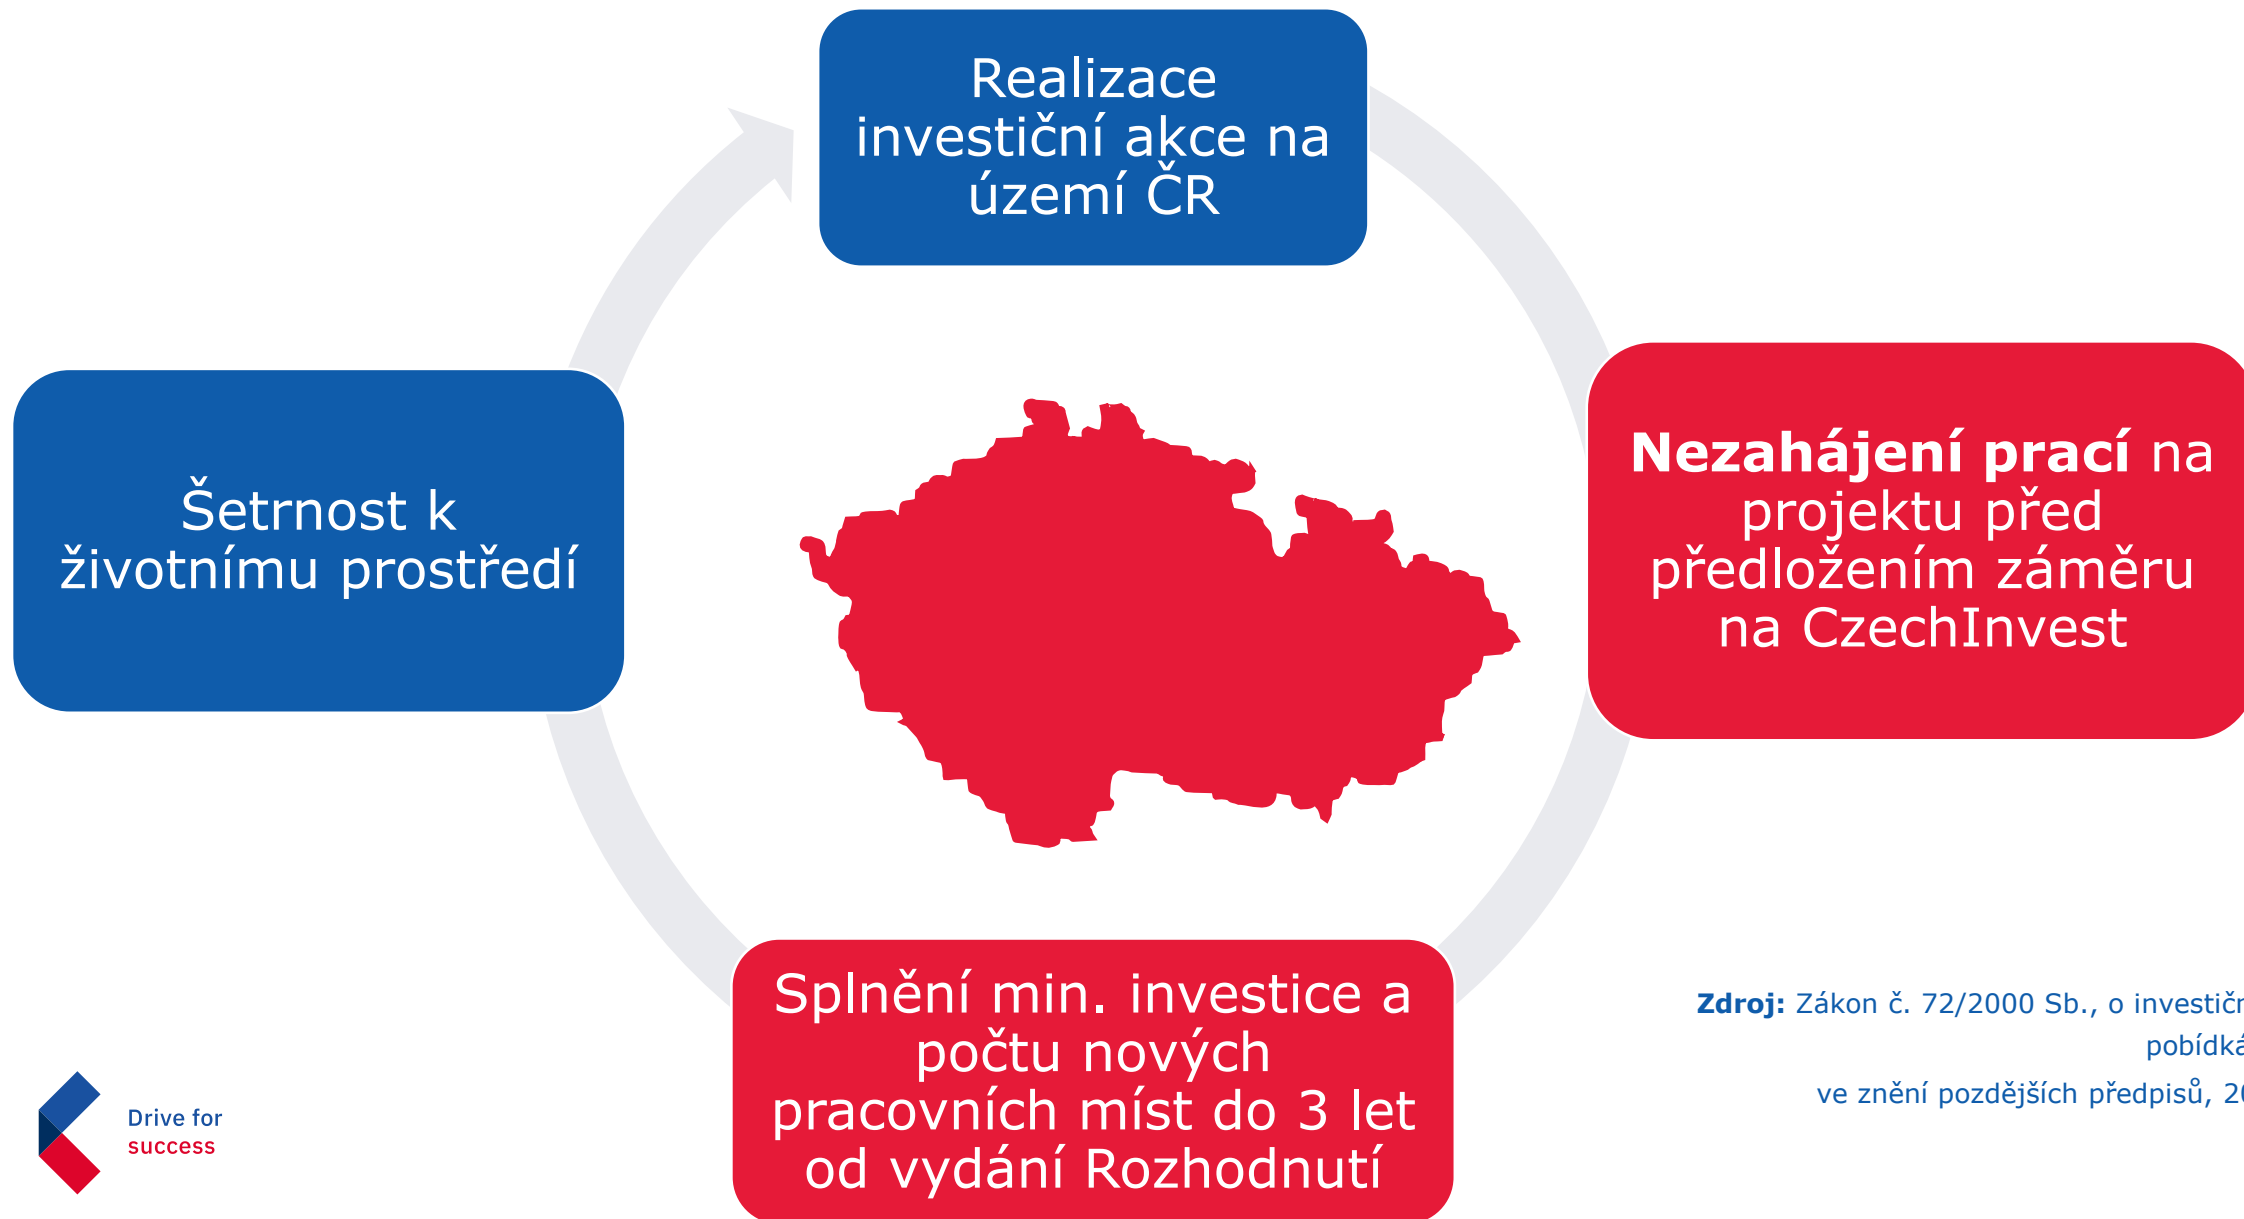 Realizace
investiční akce na
území ČR
Nezahájení prací na
projektu před
předložením záměru
na CzechInvest
Šetrnost k
životnímu prostředí
Splnění min. investice a
počtu nových
pracovních míst do 3 let
od vydání Rozhodnutí
Zdroj: Zákon č. 72/2000 Sb., o
ve znění pozdějších předpisů,
Drive for
success